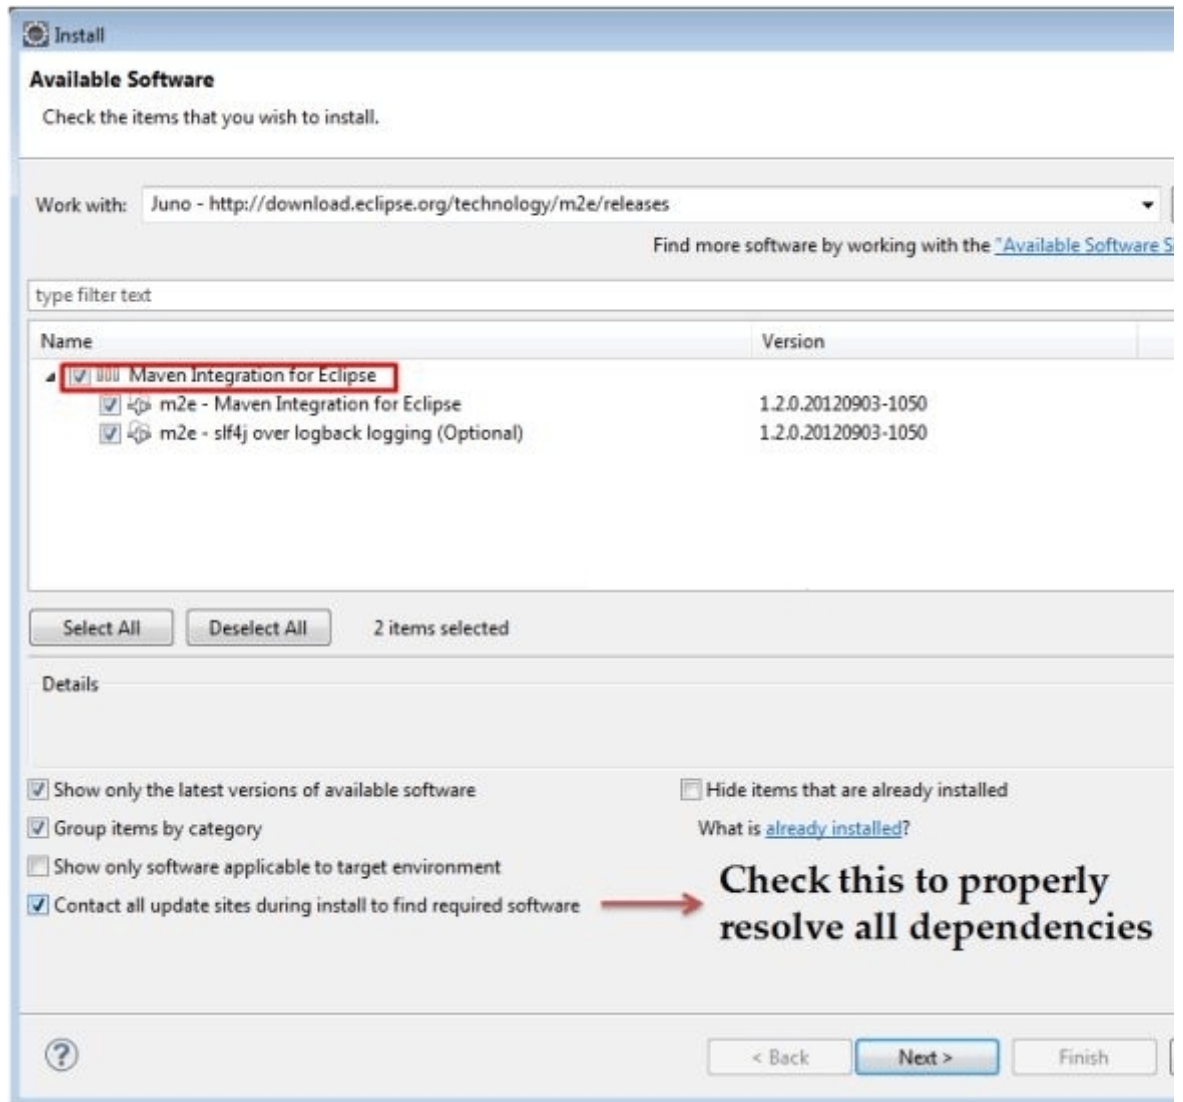 Install
Available Software
Check the items that you wish to install.
Work with: Juno - http://download.eclipse.org/technology/m2e/releases
Find more software by working with the "Available Software S
type filter text
Name Version
Maven Integration for Eclipse
m2e - Maven Integration for Eclipse 1.2.0.20120903-1050
m2e - slf4j over logback logging (Optional) 1.2.0.20120903-1050
Select All Deselect All 2 items selected
Details
Show only the latest versions of available software Hide items that are already installed
Group items by category What is already installed?
Show only software applicable to target environment
Contact all update sites during install to find required software
Check this to properly
resolve all dependencies
? < Back Next > Finish